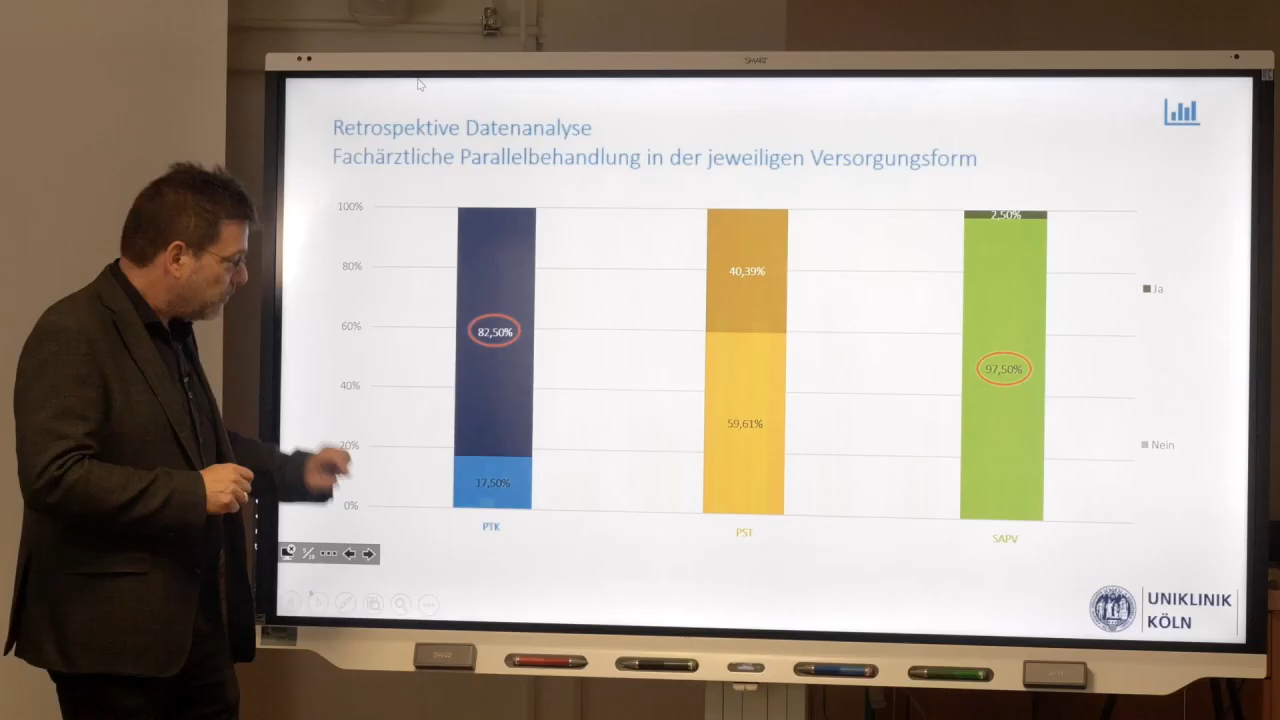 SMART
Retrospektive Datenanalyse
Fachärztliche Parallelbehandlung in der jeweiligen Versorgungsform
100%
80%
60%
40%
20%
0%
82,50%
17,50%
40,39%
59,61%
2,50%
97,50%
Ja
Nein
PTK
PST
SAPV
UNIKLINIK
KÖLN